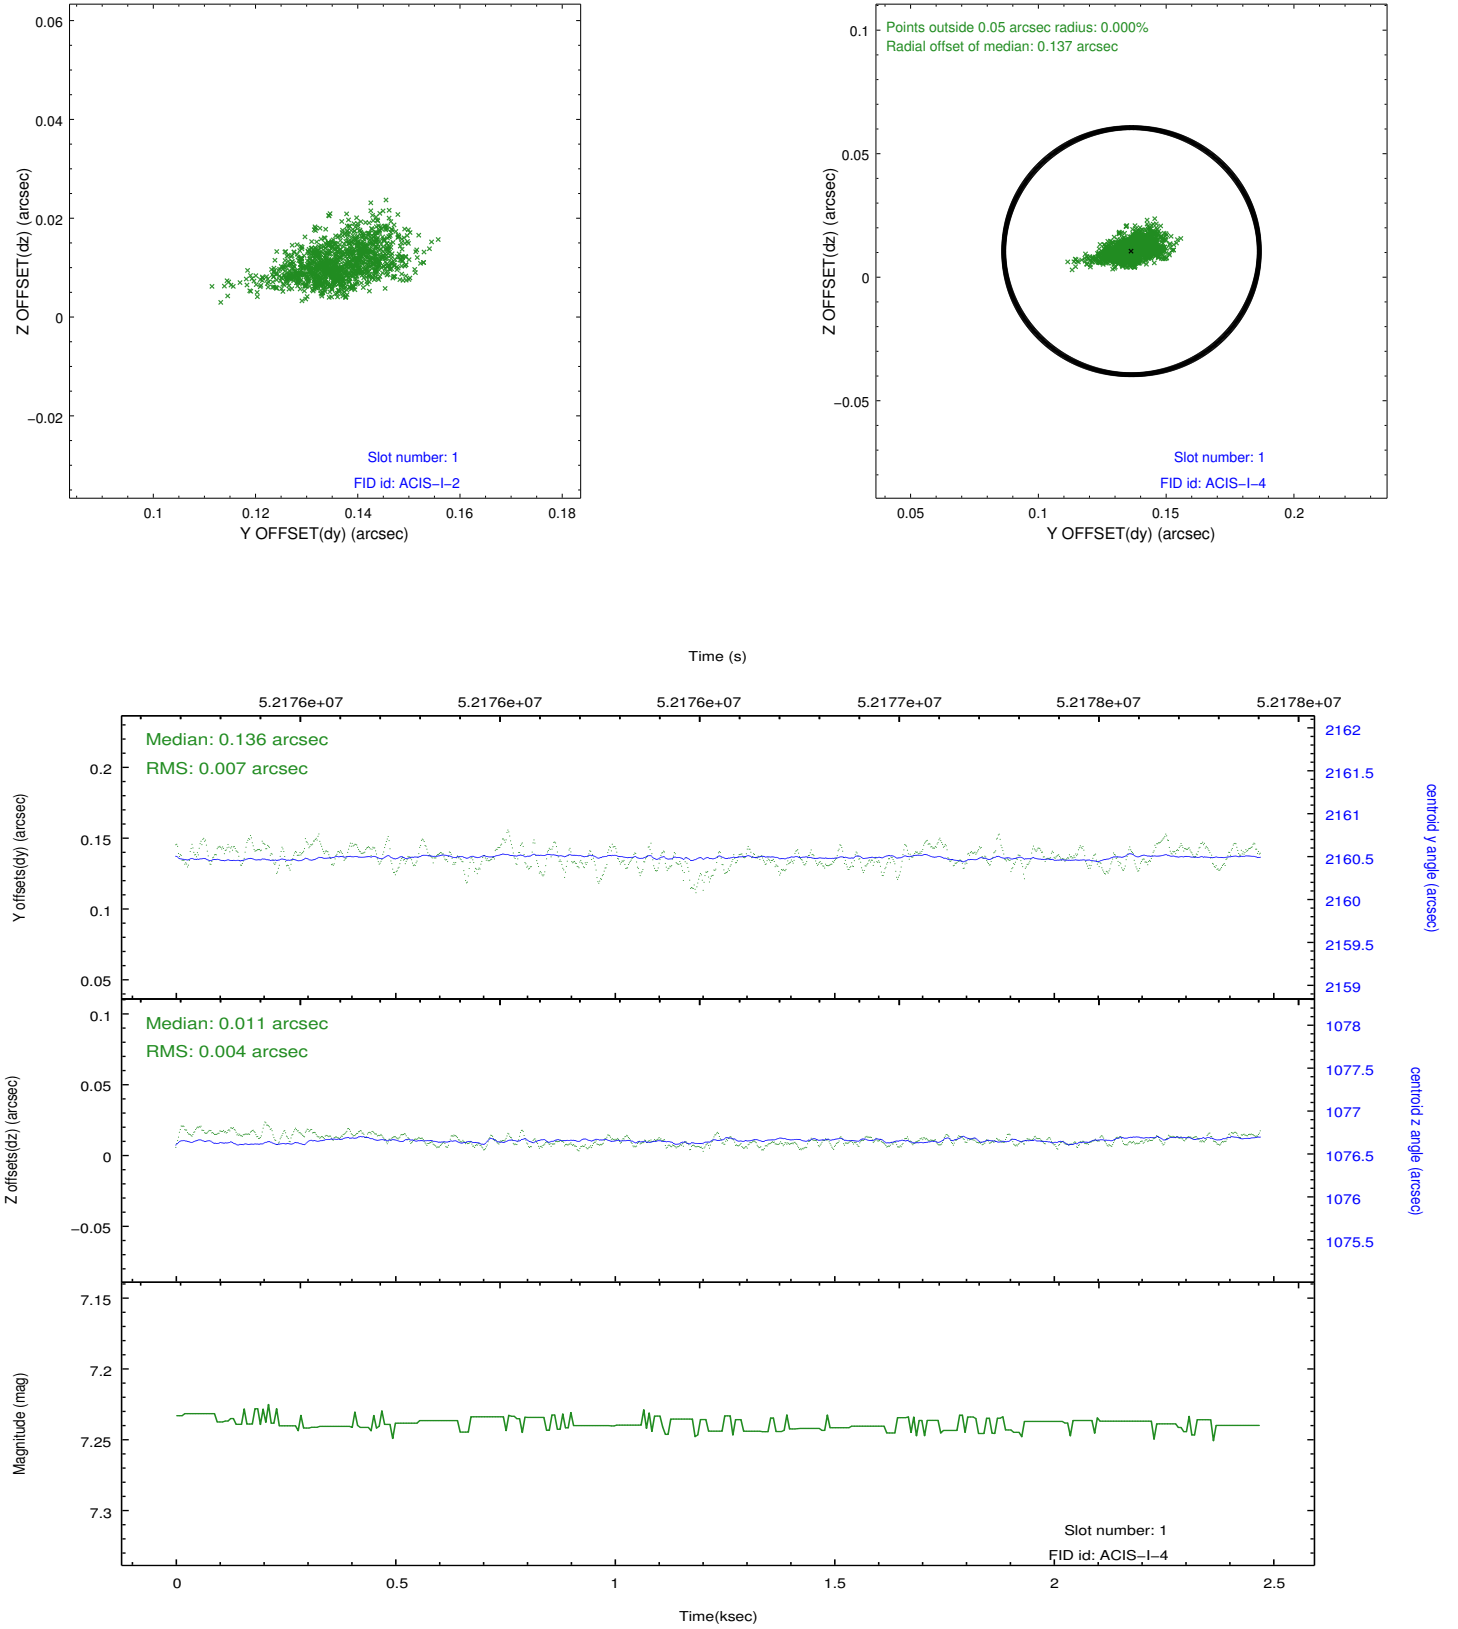 0.06
0.04
0.02
0
−0.02
Z OFFSET(dz) (arcsec)
Slot number: 1
FID id: ACIS−I−2
0.1
0.12
0.14
0.16
0.18
Y OFFSET(dy) (arcsec)
Points outside 0.05 arcsec radius: 0.000%
Radial offset of median: 0.137 arcsec
0.1
0.05
0
−0.05
Z OFFSET(dz) (arcsec)
Slot number: 1
FID id: ACIS−I−4
0.05
0.1
0.15
0.2
Y OFFSET(dy) (arcsec)
Time (s)
5.2176e+07
5.2176e+07
5.2176e+07
5.2177e+07
5.2178e+07
5.2178e+07
Median: 0.136 arcsec
RMS: 0.007 arcsec
0.2
0.15
0.1
0.05
Y offsets(dy) (arcsec)
2162
2161.5
2161
2160.5
2160
2159.5
2159
centroid y angle (arcsec)
Median: 0.011 arcsec
RMS: 0.004 arcsec
0.1
0.05
0
−0.05
Z offsets(dz) (arcsec)
1078
1077.5
1077
1076.5
1076
1075.5
centroid z angle (arcsec)
7.15
7.2
7.25
7.3
Magnitude (mag)
Slot number: 1
FID id: ACIS−I−4
0
0.5
1
1.5
2
2.5
Time(ksec)